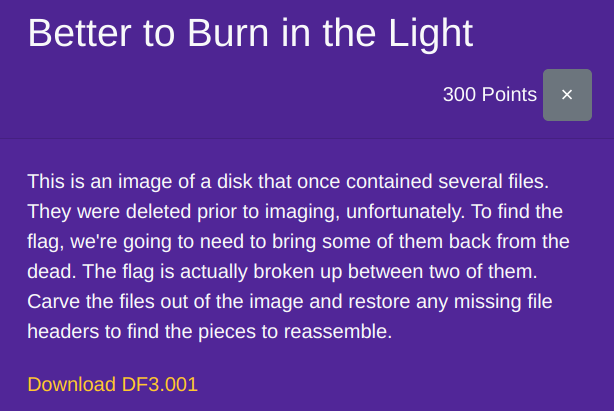 Better to Burn in the Light
300 Points ×
This is an image of a disk that once contained several files.
They were deleted prior to imaging, unfortunately. To find the
flag, we're going to need to bring some of them back from the
dead. The flag is actually broken up between two of them.
Carve the files out of the image and restore any missing file
headers to find the pieces to reassemble.
Download DF3.001